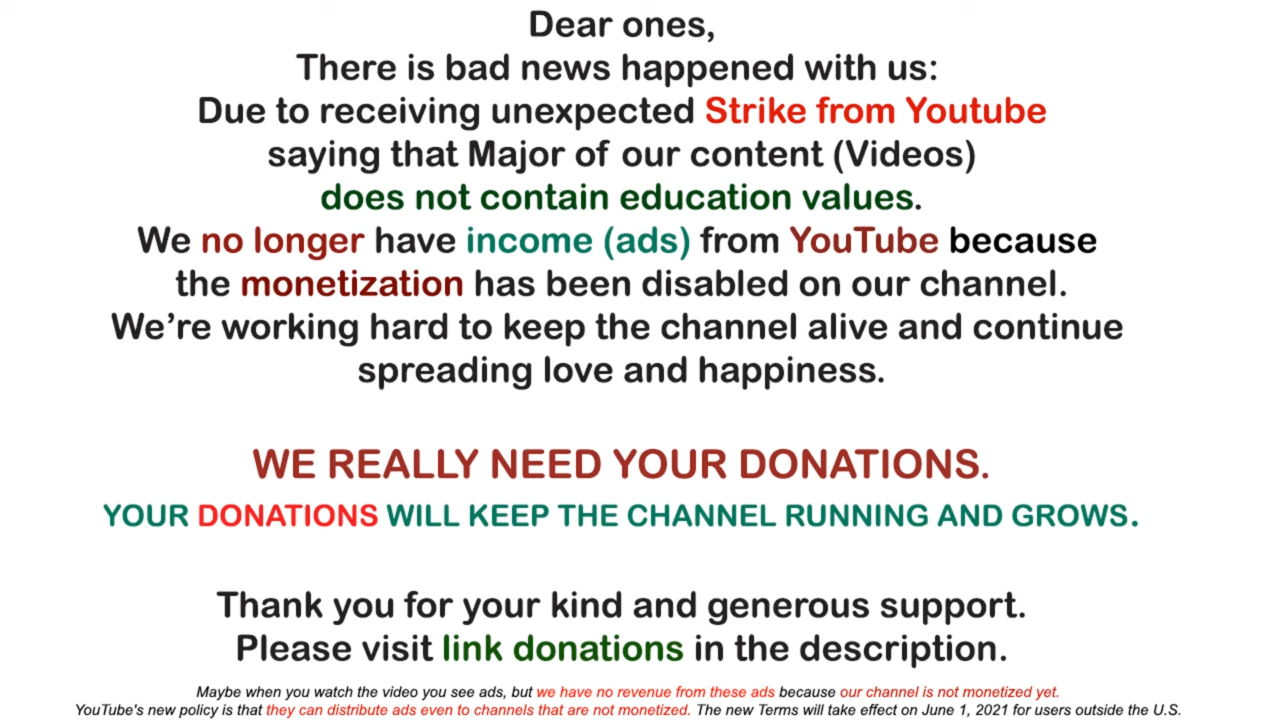 Dear ones,
There is bad news happened with us:
Due to receiving unexpected Strike from Youtube
saying that Major of our content (Videos)
does not contain education values.
We no longer have income (ads) from YouTube because
the monetization has been disabled on our channel.
We’re working hard to keep the channel alive and continue
spreading love and happiness.
WE REALLY NEED YOUR DONATIONS.
YOUR DONATIONS WILL KEEP THE CHANNEL RUNNING AND GROWS.
Thank you for your kind and generous support.
Please visit link donations in the description.
Maybe when you watch the video you see ads, but we have no revenue from these ads because our channel is not monetized yet.
YouTube's new policy is that they can distribute ads even to channels that are not monetized. The new Terms will take effect on June 1, 2021 for users outside the U.S.